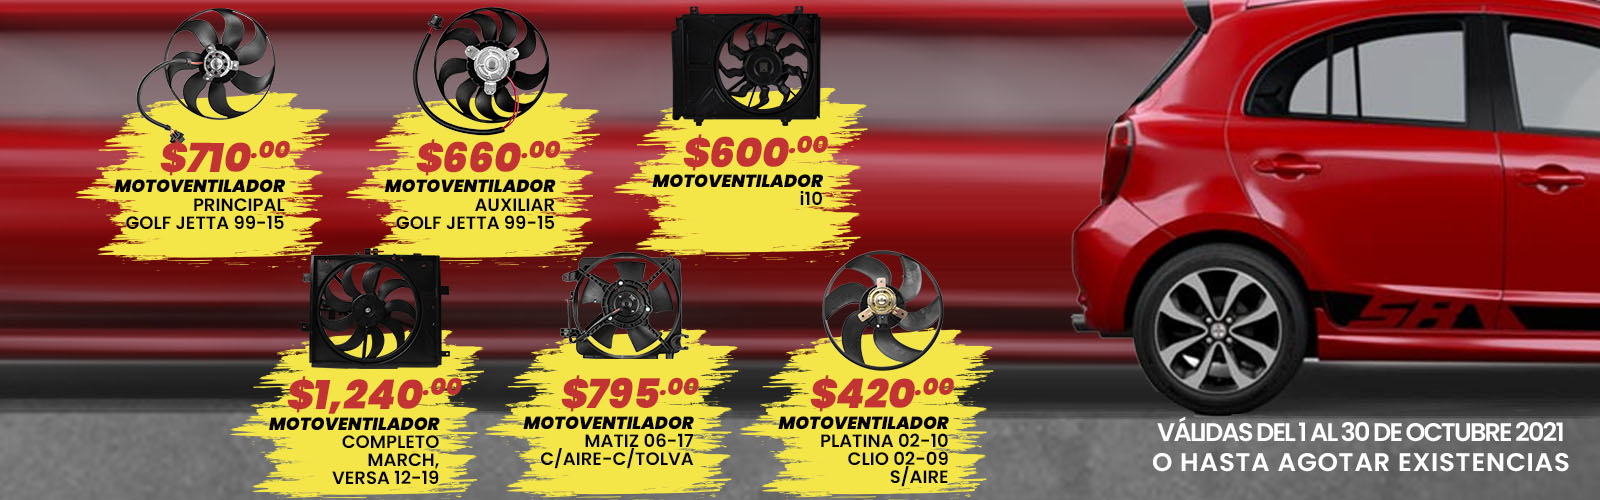 $710.00
MOTOVENTILADOR
PRINCIPAL
GOLF JETTA 99-15
$660.00
MOTOVENTILADOR
AUXILIAR
GOLF JETTA 99-15
$600.00
MOTOVENTILADOR
i10
$1,240.00
MOTOVENTILADOR
COMPLETO
MARCH,
VERSA 12-19
$795.00
MOTOVENTILADOR
MATIZ 06-17
C/AIRE-C/TOLVA
$420.00
MOTOVENTILADOR
PLATINA 02-10
CLIO 02-09
S/AIRE
SR
VÁLIDAS DEL 1 AL 30 DE OCTUBRE 2021
O HASTA AGOTAR EXISTENCIAS